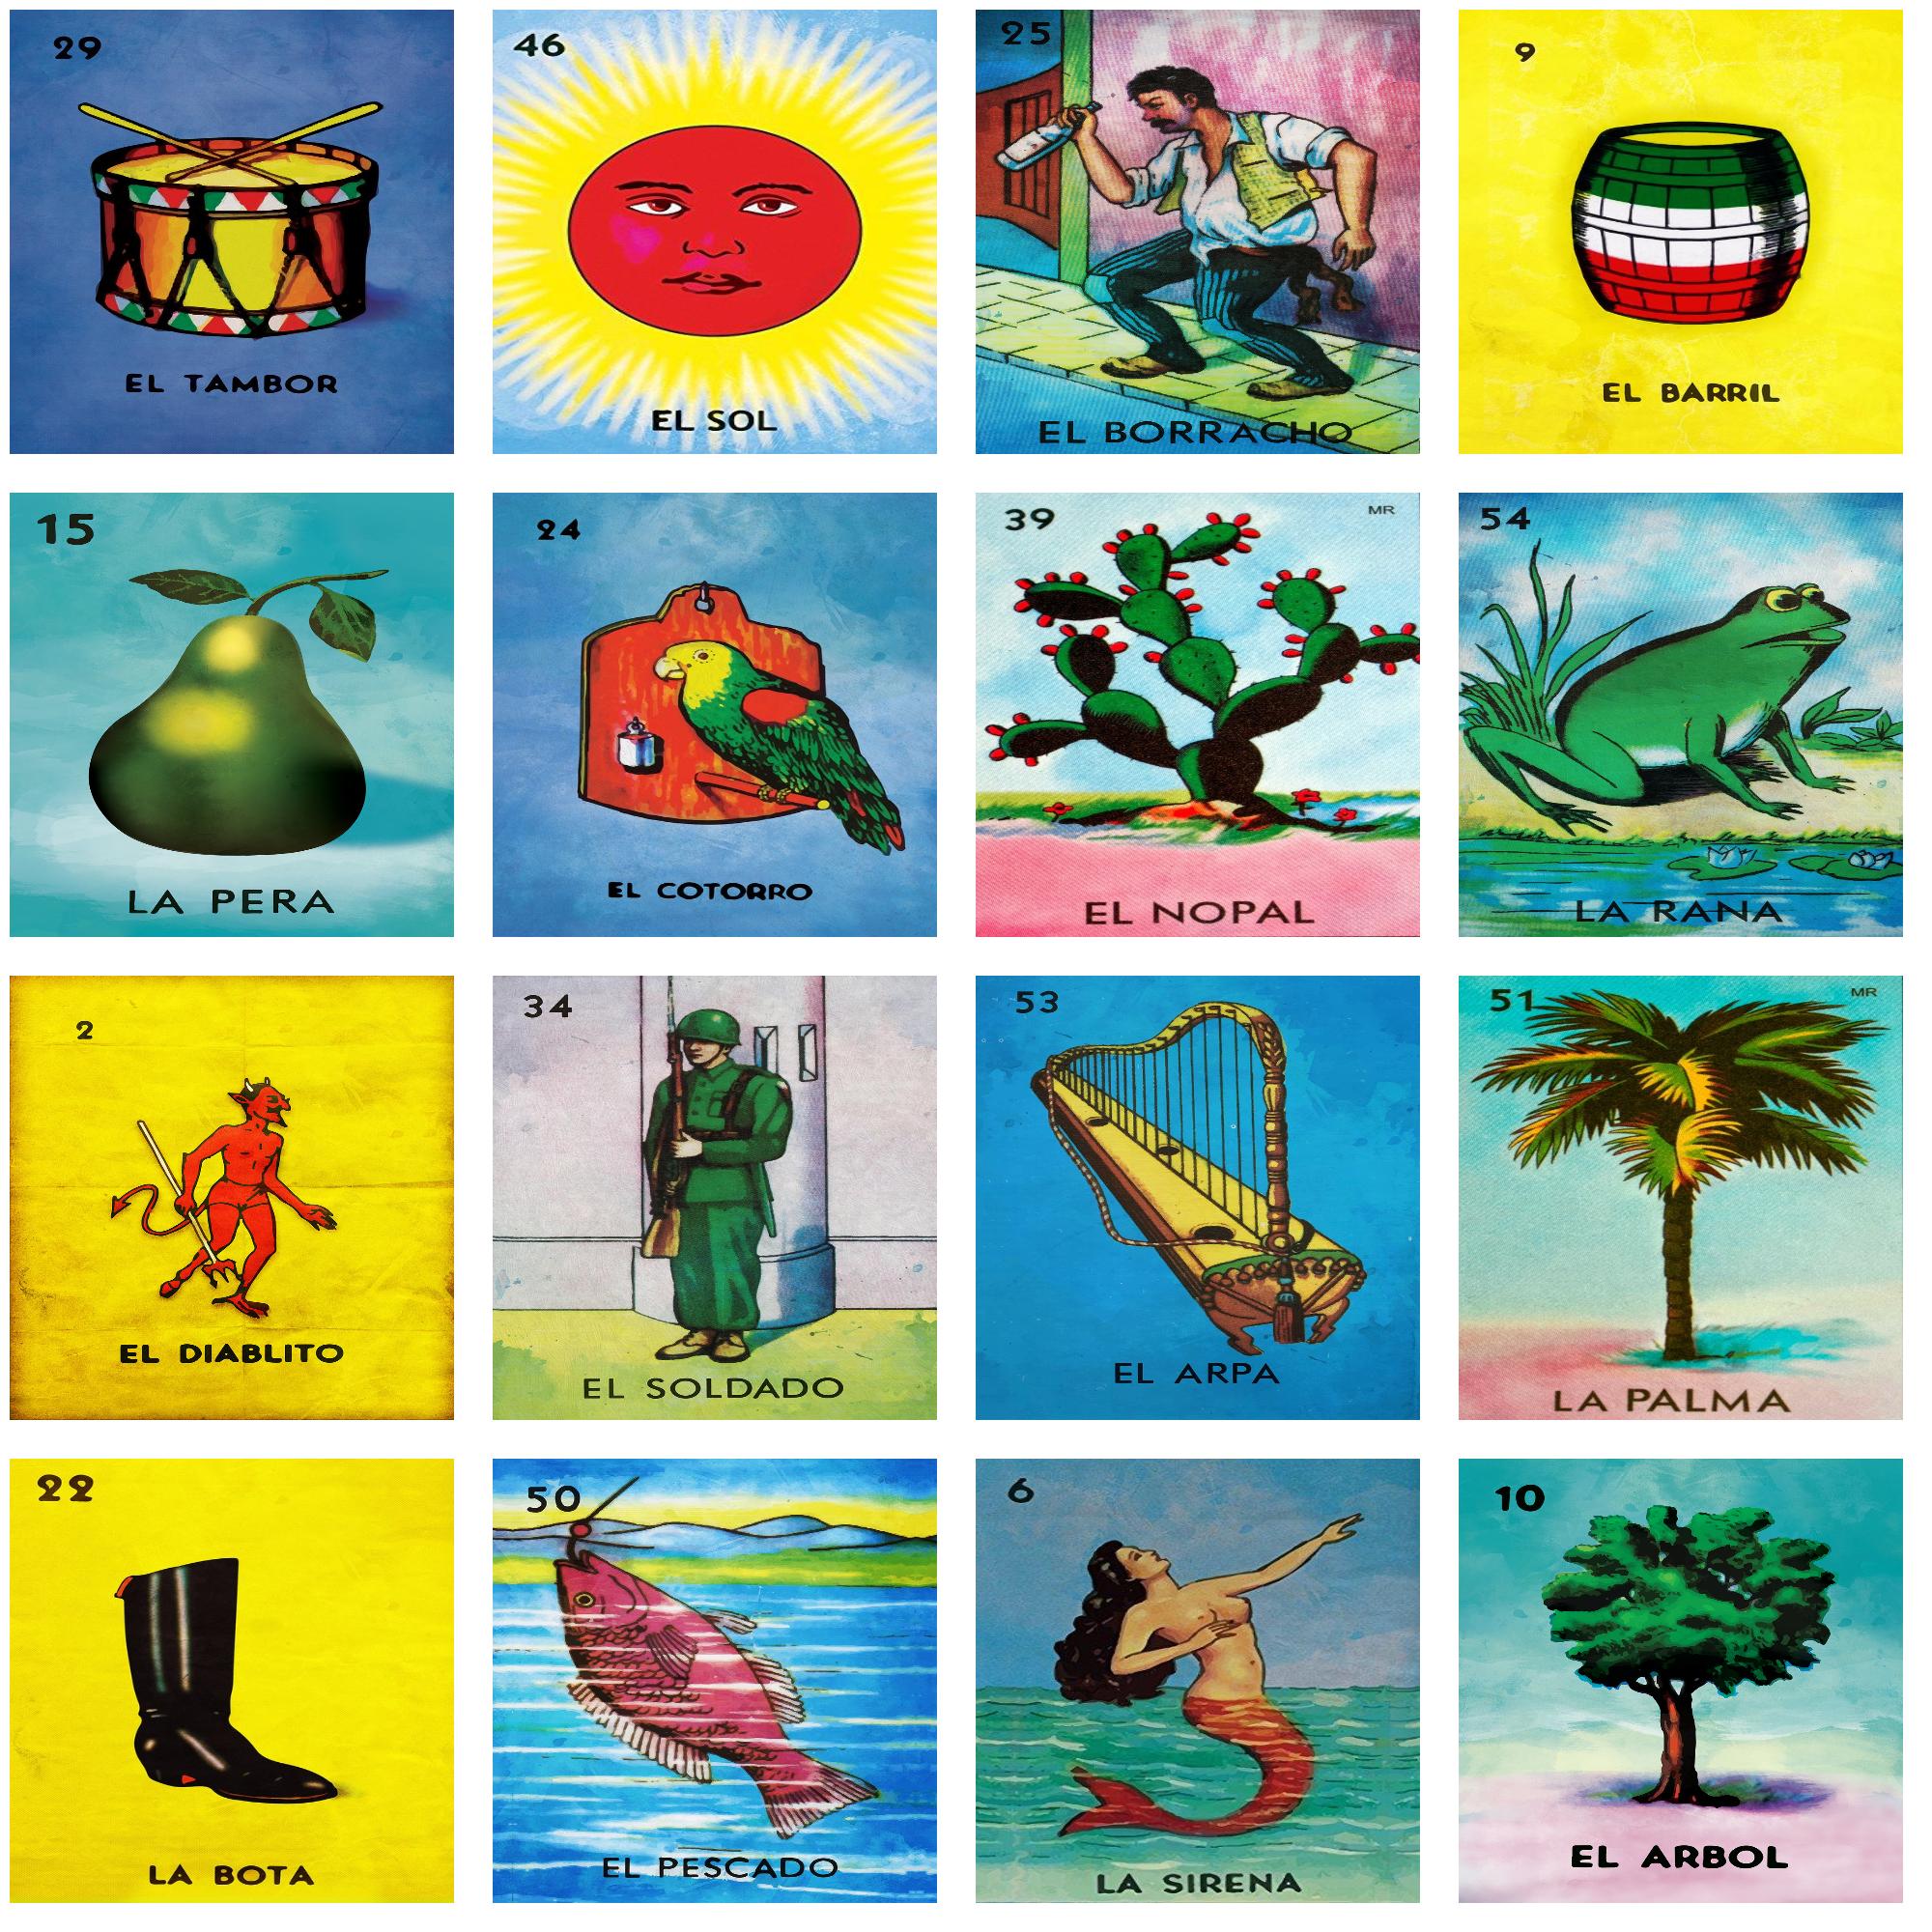 29
EL TAMBOR
46
EL SOL
25
EL BORRACHO
9
EL BARRIL
15
LA PERA
24
EL COTORRO
39
MR
EL NOPAL
54
LA RANA
2
EL DIABLITO
34
EL SOLDADO
53
EL ARPA
51
MR
LA PALMA
22
LA BOTA
50
EL PESCADO
6
LA SIRENA
10
EL ARBOL